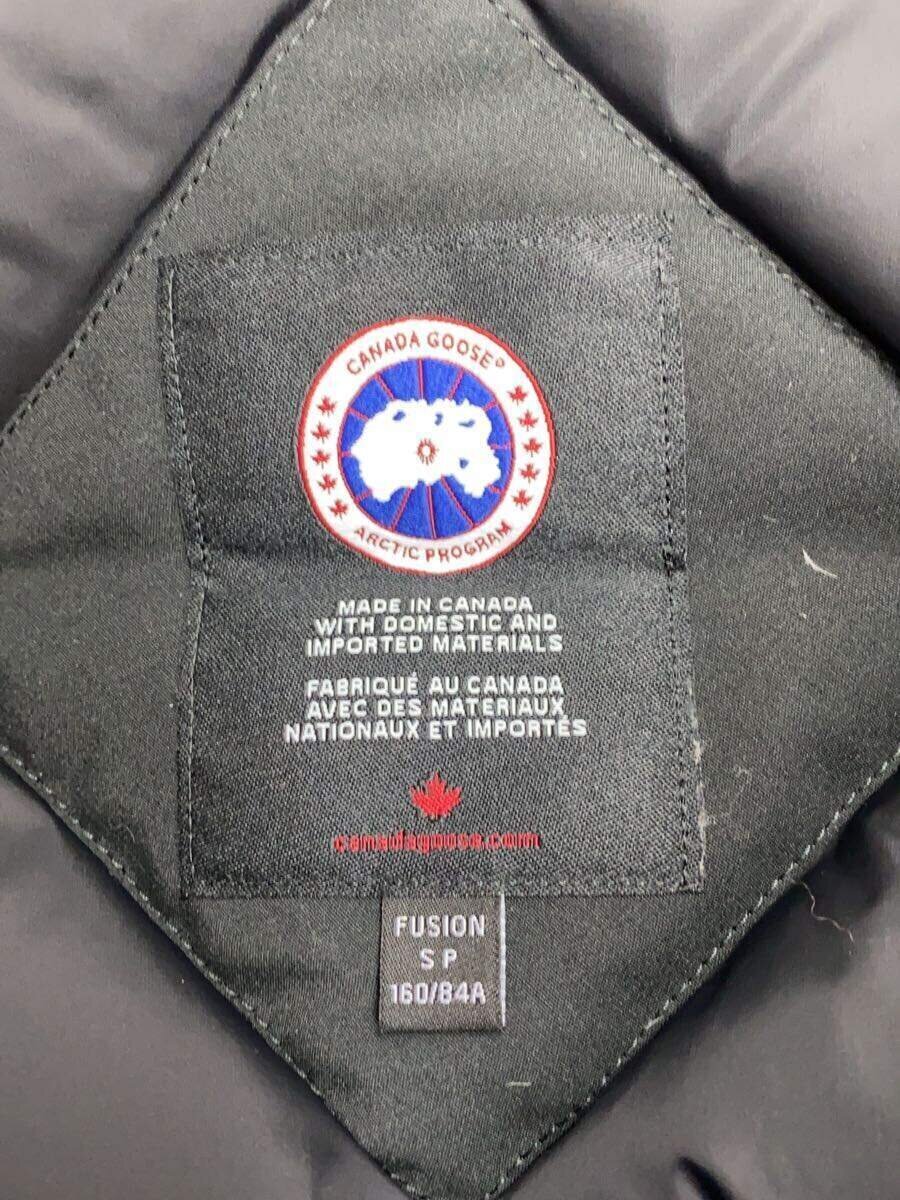 CANADA GOOSE®
ARCTIC PROGRAM
MADE IN CANADA
WITH DOMESTIC AND
IMPORTED MATERIALS
FABRIQUÉ AU CANADA
AVEC DES MATERIAUX
NATIONAUX ET IMPORTÉS
canadagoose.com
FUSION
S P
160/84A